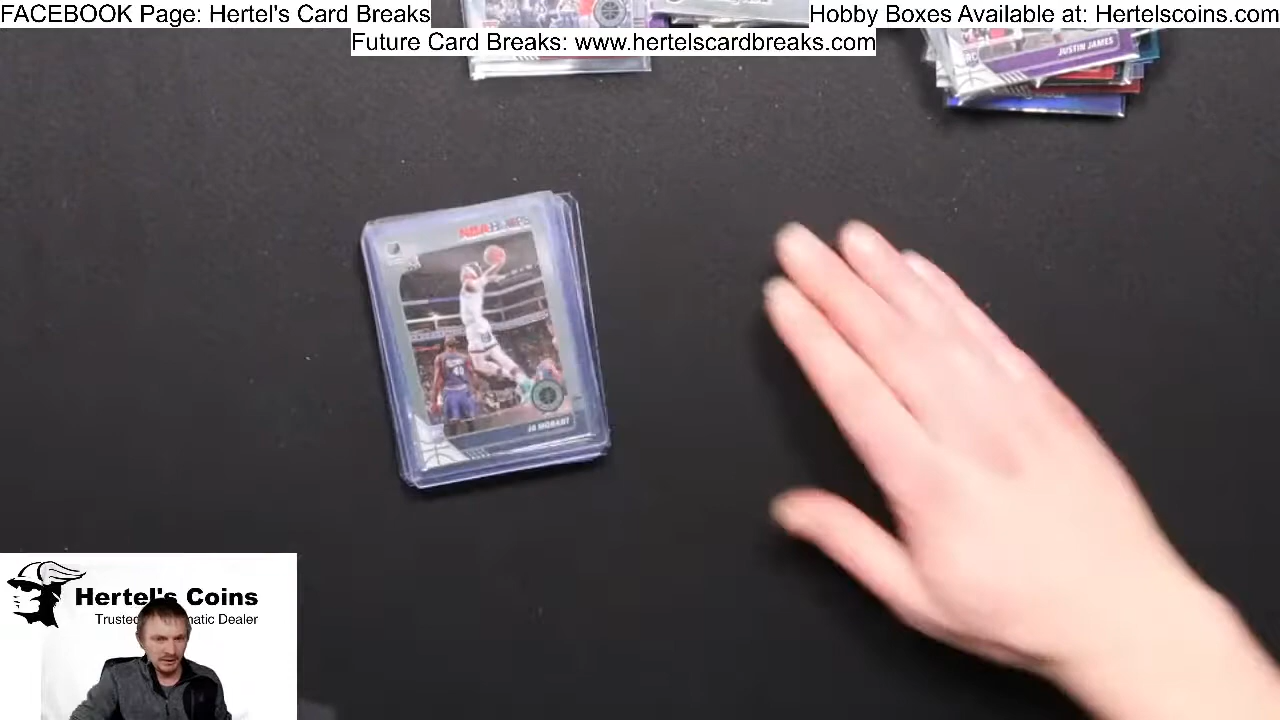 FACEBOOK Page: Hertel's Card Breaks
Hobby Boxes Available at: Hertelscoins.com
Future Card Breaks: www.hertelscardbreaks.com
JUSTIN JAMES
RC
NBA HOOPS
JA MORANT
Hertel's Coins
Trusted matic Dealer